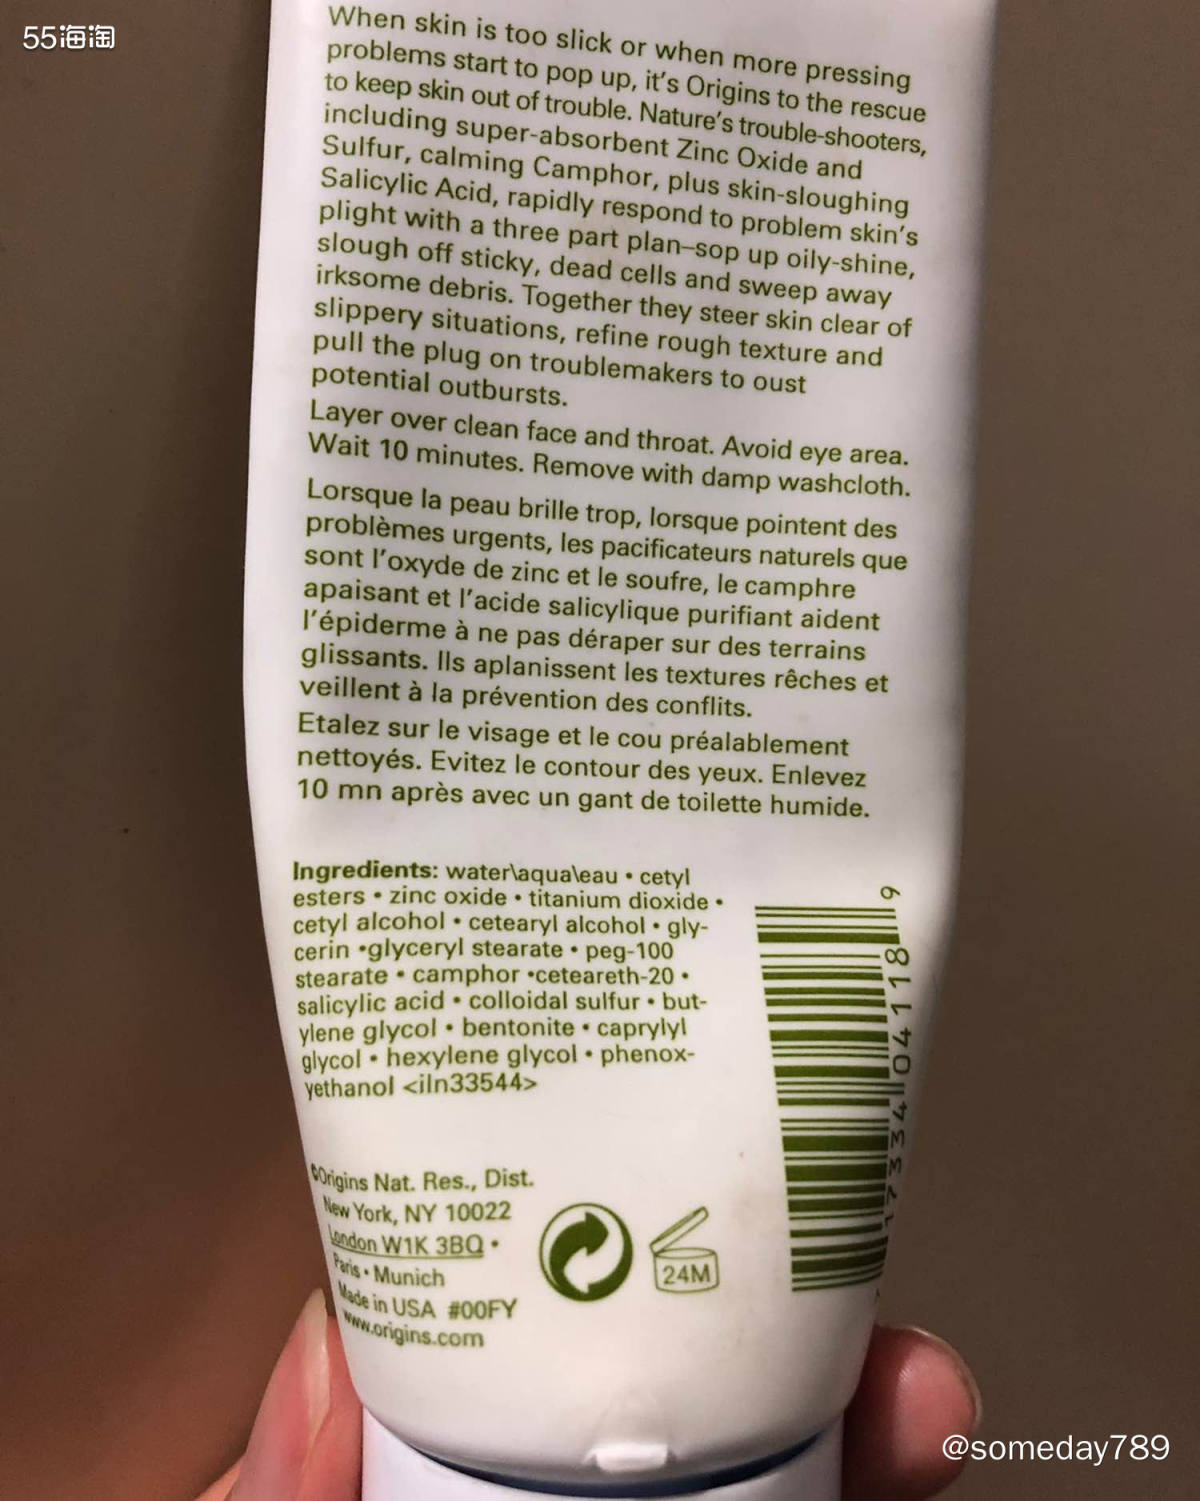 55海淘
When skin is too slick or when more pressing
problems start to pop up, it's Origins to the rescue
to keep skin out of trouble. Nature's trouble-shooters,
including super-absorbent Zinc Oxide and
Sulfur, calming Camphor, plus skin-sloughing
Salicylic Acid, rapidly respond to problem skin's
plight with a three part plan–sop up oily-shine,
slough off sticky, dead cells and sweep away
irksome debris. Together they steer skin clear of
slippery situations, refine rough texture and
pull the plug on troublemakers to oust
potential outbursts.
Layer over clean face and throat. Avoid eye area.
Wait 10 minutes. Remove with damp washcloth.
Lorsque la peau brille trop, lorsque pointent des
problèmes urgents, les pacificateurs naturels que
sont l'oxyde de zinc et le soufre, le camphre
apaisant et l'acide salicylique purifiant aident
l'épiderme à ne pas déraper sur des terrains
glissants. Ils aplanissent les textures rêches et
veillent à la prévention des conflits.
Etalez sur le visage et le cou préalablement
nettoyés. Evitez le contour des yeux. Enlevez
10 mn après avec un gant de toilette humide.
Ingredients: water\aqua\eau • cetyl
esters • zinc oxide • titanium dioxide •
cetyl alcohol • cetearyl alcohol • gly-
cerin •glyceryl stearate • peg-100
stearate • camphor •ceteareth-20 •
salicylic acid • colloidal sulfur • but-
ylene glycol • bentonite • caprylyl
glycol • hexylene glycol • phenox-
yethanol <iln33544>
©Origins Nat. Res., Dist.
New York, NY 10022
London W1K 3BQ •
Paris • Munich
Made in USA #00FY
www.origins.com
24M
7 17334 04118 9
@someday789